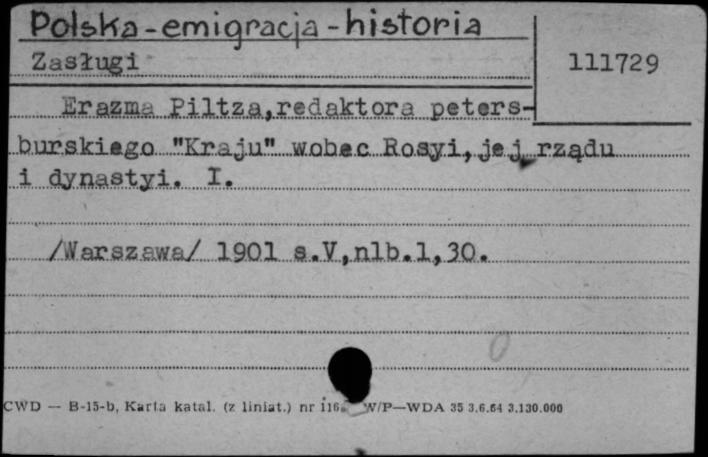 Polska-emigracja-historia
Zasługi
111729
Erazma Piltza,redaktora peters-
burskiego "Kraju" wobec Rosyi,jej rządu
i dynastyi. I.
/Warszawa/ 1901 s.V,nlb.1,30.
0
CWD — B-15-b, Karta katal. (z liniat.) nr 116 W/P—WDA 35 3.6.64 3.130.000